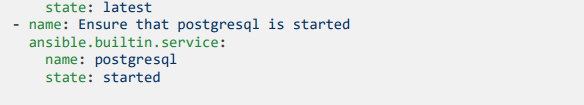 state: latest
- name: Ensure that postgresql is started
  ansible.builtin.service:
    name: postgresql
    state: started